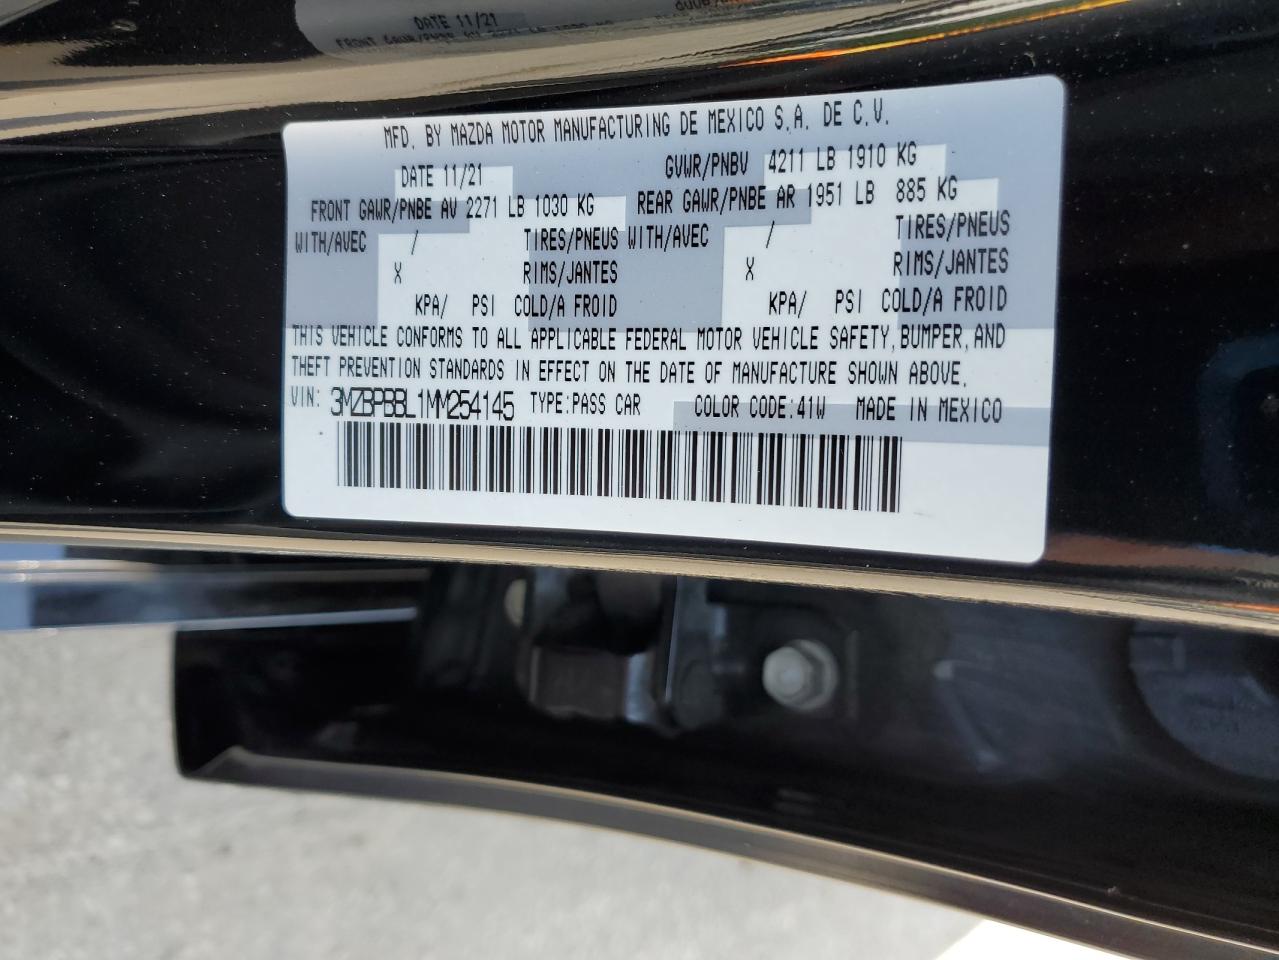 DATE 11/21
MFD. BY MAZDA MOTOR MANUFACTURING DE MEXICO S.A. DE C.V.
DATE 11/21 GVWR/PNBV 4211 LB 1910 KG
FRONT GAWR/PNBE AV 2271 LB 1030 KG REAR GAWR/PNBE AR 1951 LB 885 KG
WITH/AVEC / TIRES/PNEUS WITH/AVEC / TIRES/PNEUS
X RIMS/JANTES X RIMS/JANTES
KPA/ PSI COLD/A FROID KPA/ PSI COLD/A FROID
THIS VEHICLE CONFORMS TO ALL APPLICABLE FEDERAL MOTOR VEHICLE SAFETY, BUMPER, AND
THEFT PREVENTION STANDARDS IN EFFECT ON THE DATE OF MANUFACTURE SHOWN ABOVE.
VIN: 3MZBPBBL1MM254145 TYPE:PASS CAR COLOR CODE:41W MADE IN MEXICO